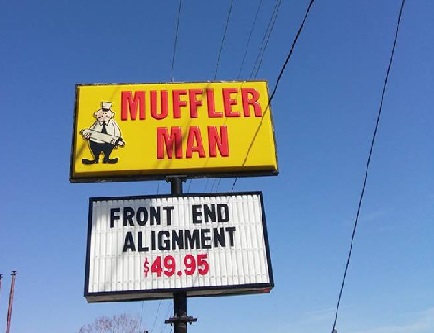 MUFFLER
MAN
FRONT END
ALIGNMENT
$49.95